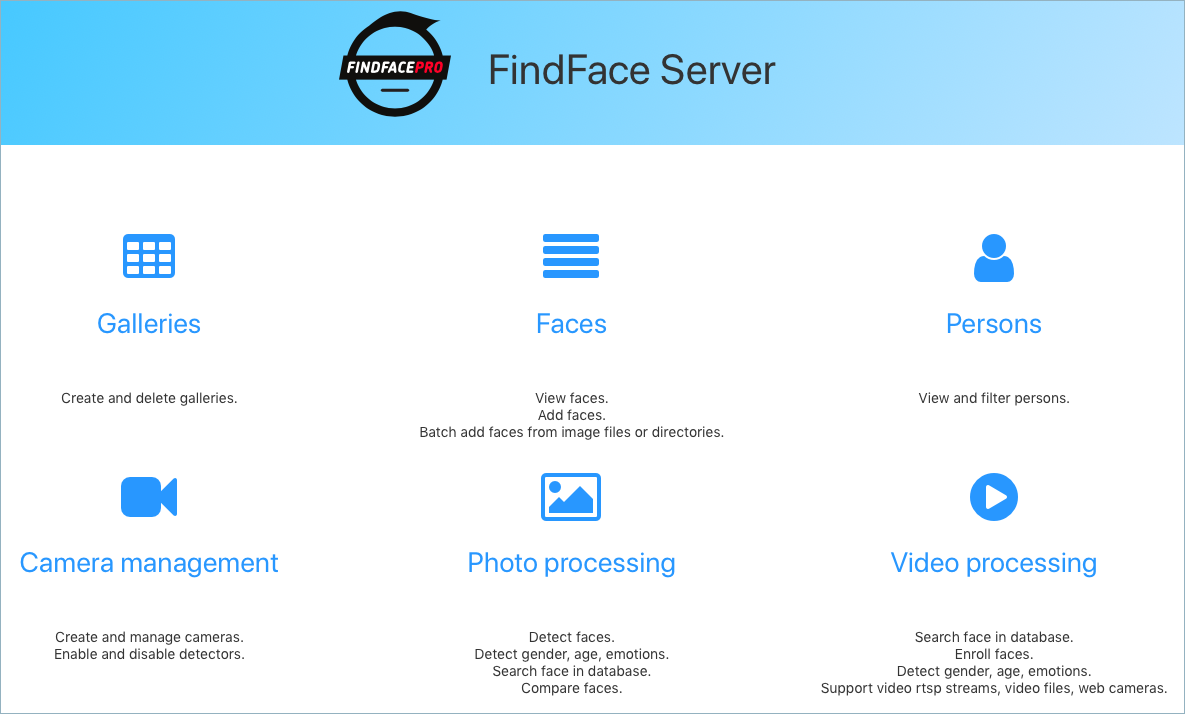 FINDFACEPRO
FindFace Server
Galleries
Faces
Persons
Create and delete galleries.
View faces.
Add faces.
Batch add faces from image files or directories.
View and filter persons.
Camera management
Photo processing
Video processing
Create and manage cameras.
Enable and disable detectors.
Detect faces.
Detect gender, age, emotions.
Search face in database.
Compare faces.
Search face in database.
Enroll faces.
Detect gender, age, emotions.
Support video rtsp streams, video files, web cameras.